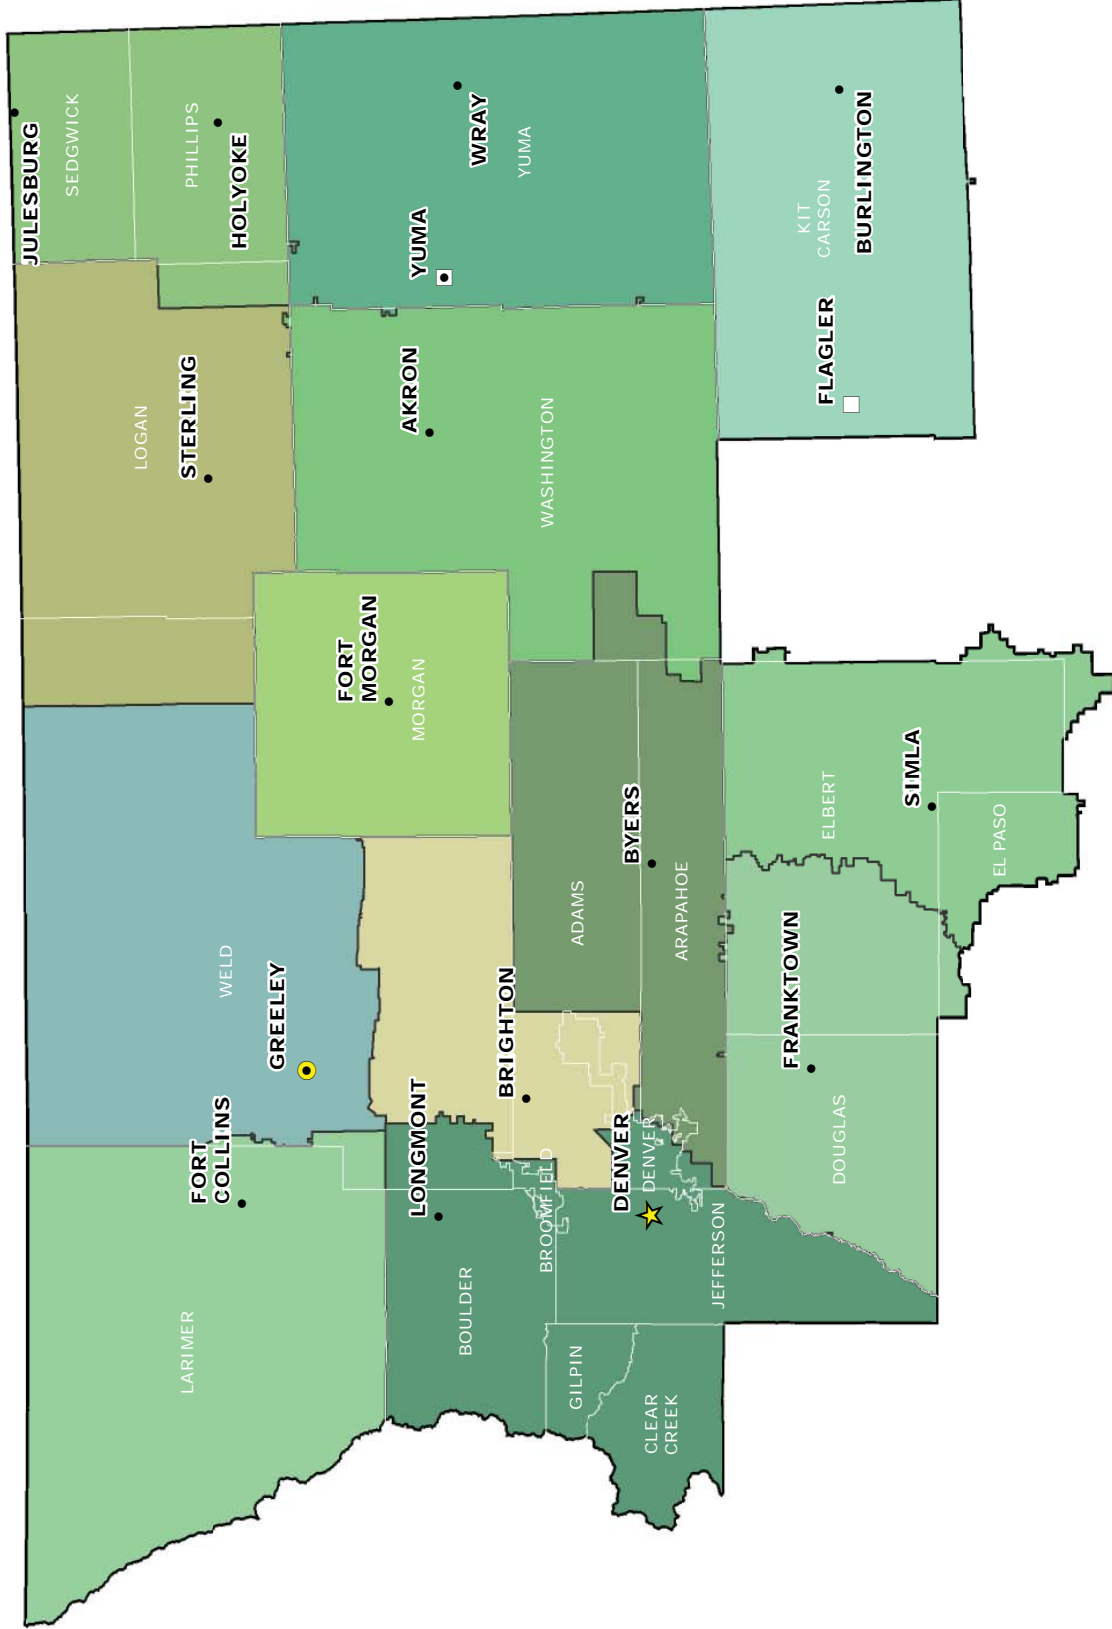 JULESBURG
SEDGWICK
LOGAN
LARIMER
STERLING
PHILLIPS
FORT
COLLINS
WELD
HOLYOKE
GREELEY
FORT
MORGAN
AKRON
LONGMONT
MORGAN
YUMA
BOULDER
WRAY
BRIGHTON
YUMA
BROOMFIELD
WASHINGTON
GILPIN
ADAMS
DENVER
BYERS
DENVER
CLEAR
CREEK
ARAPAHOE
JEFFERSON
FRANKTOWN
KIT
CARSON
FLAGLER
ELBERT
DOUGLAS
BURLINGTON
SIMLA
EL PASO